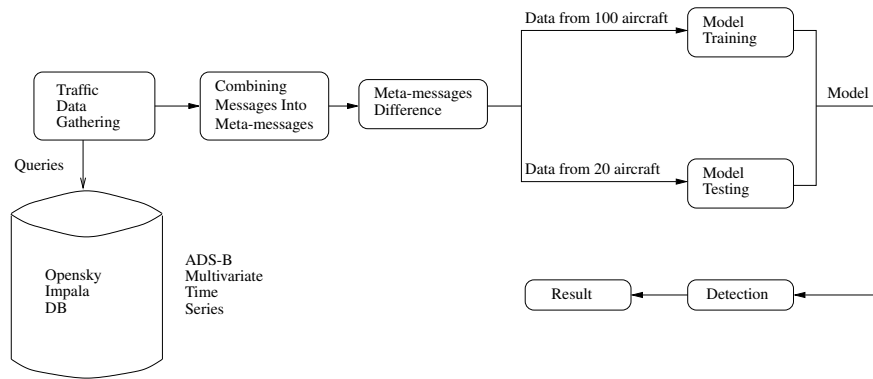 Data from 100 aircraft
Model
Training
Traffic
Data
Gathering
Combining
Messages Into
Meta-messages
Meta-messages
Difference
Model
Queries
Data from 20 aircraft
Model
Testing
Opensky
Impala
DB
ADS-B
Multivariate
Time
Series
Result
Detection